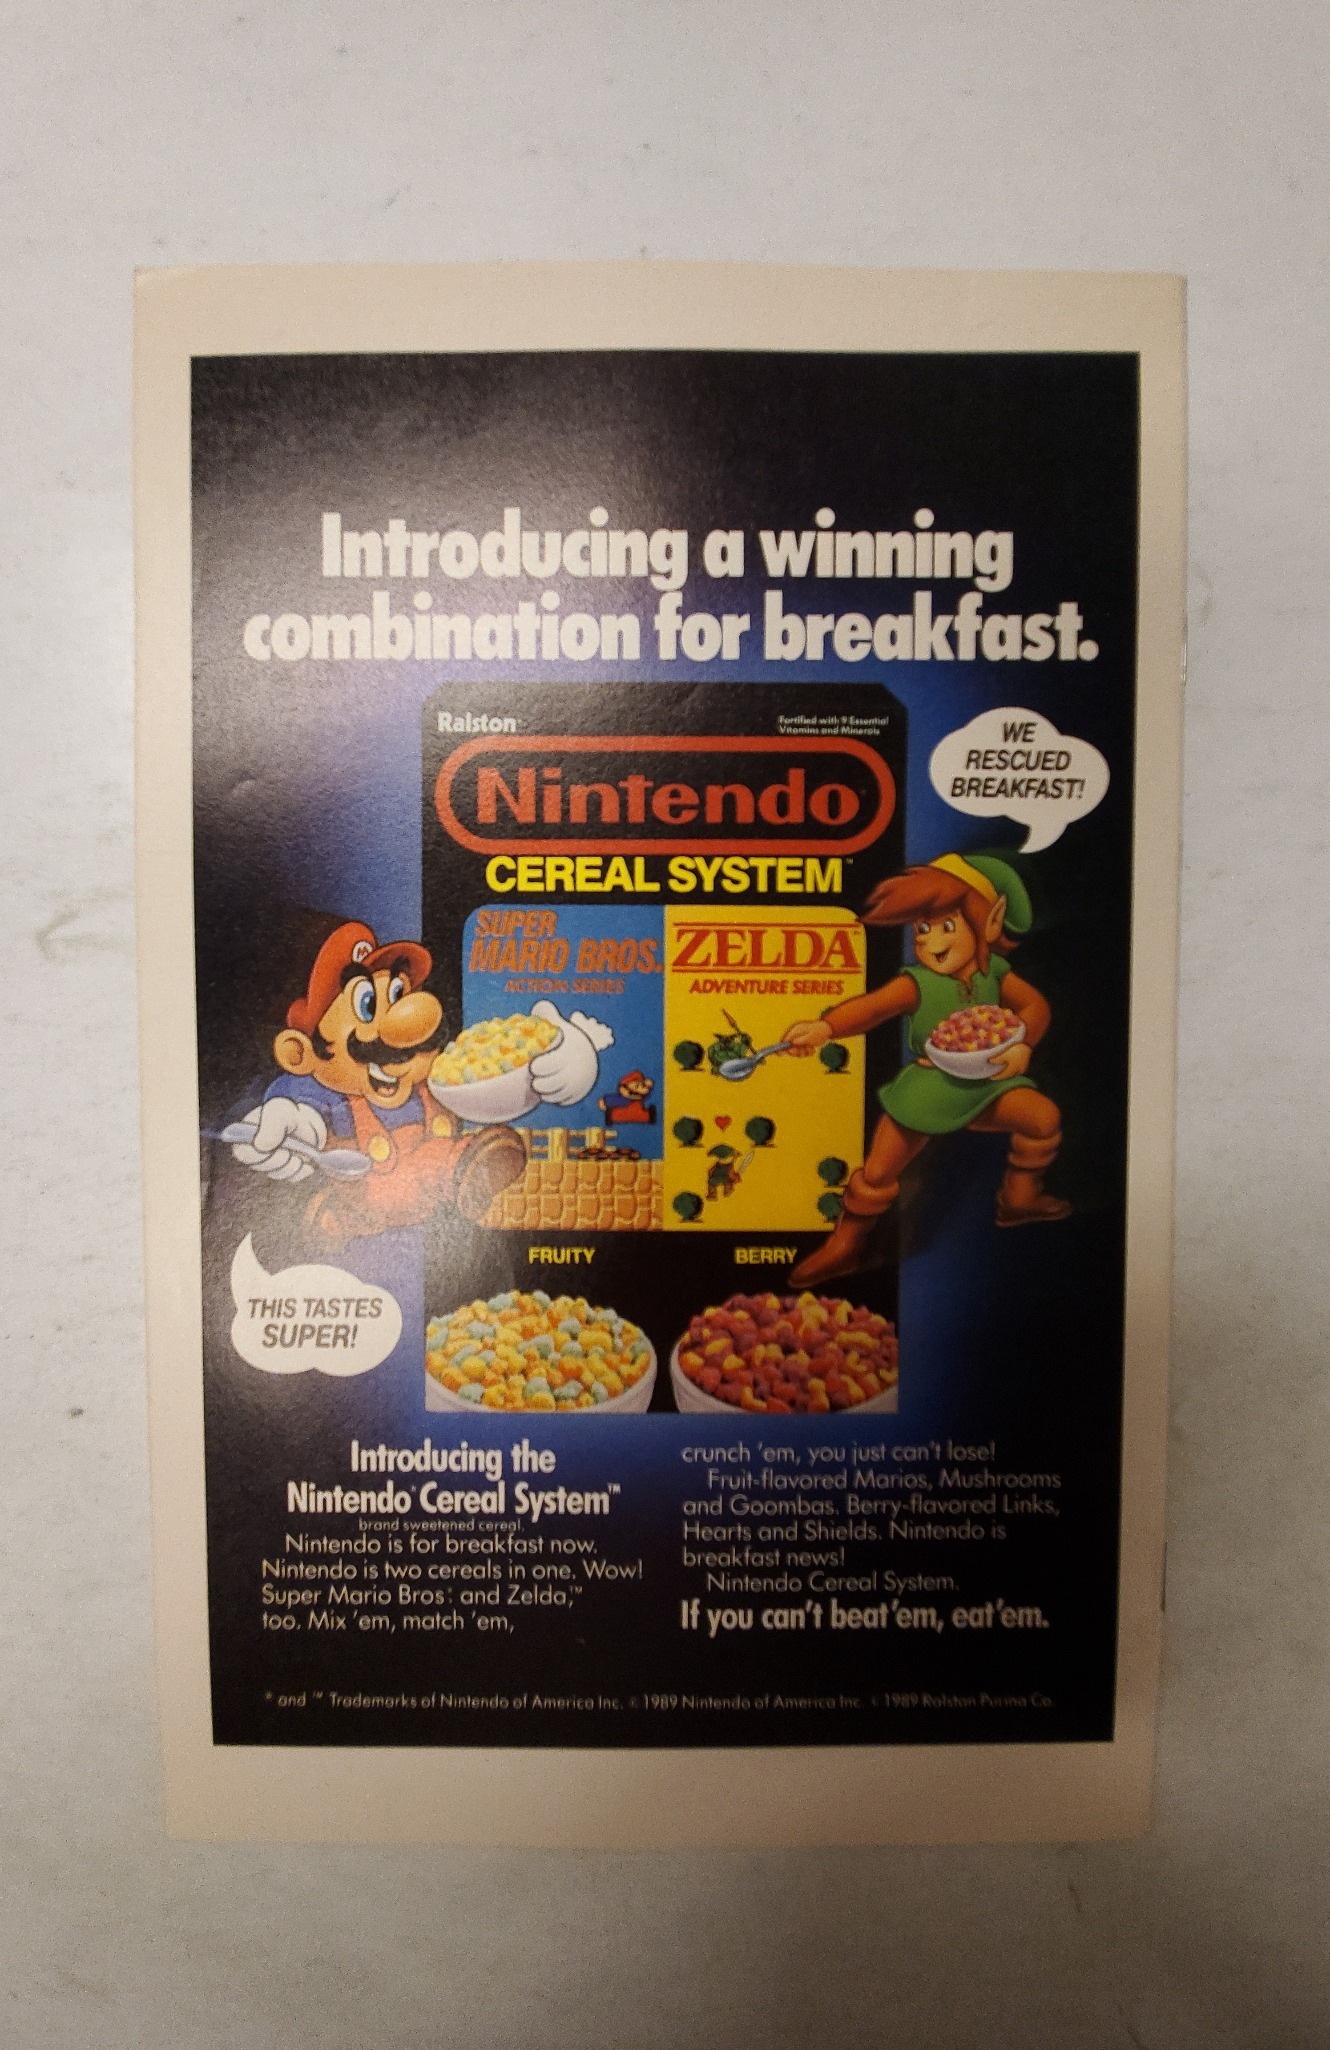 Introducing a winning
combination for breakfast.
Ralston
Fortified with 9 Essential
Vitamins and Minerals
Nintendo
CEREAL SYSTEM™
WE
RESCUED
BREAKFAST!
SUPER
MARIO BROS.
ACTION SERIES
ZELDA™
ADVENTURE SERIES
M
FRUITY
BERRY
THIS TASTES
SUPER!
Introducing the
Nintendo® Cereal System™
brand sweetened cereal.
Nintendo is for breakfast now.
Nintendo is two cereals in one. Wow!
Super Mario Bros.® and Zelda,™
too. Mix 'em, match 'em,
crunch 'em, you just can't lose!
Fruit-flavored Marios, Mushrooms
and Goombas. Berry-flavored Links,
Hearts and Shields. Nintendo is
breakfast news!
Nintendo Cereal System.
If you can't beat 'em, eat 'em.
® and ™ Trademarks of Nintendo of America Inc. © 1989 Nintendo of America Inc. © 1989 Ralston Purina Co.